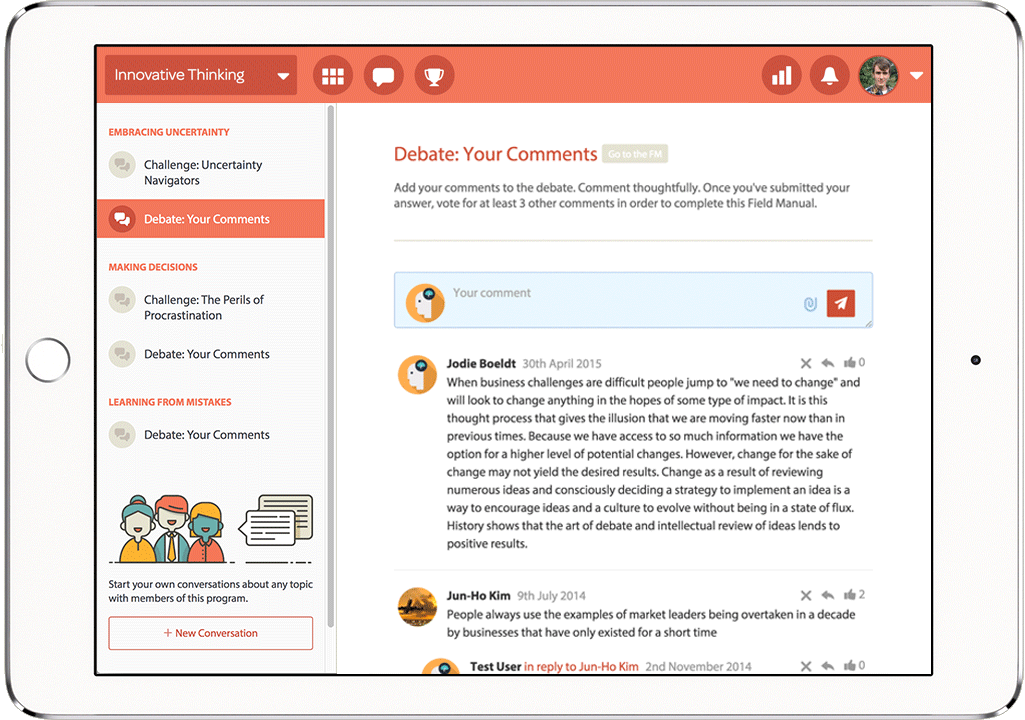 Innovative Thinking
EMBRACING UNCERTAINTY
Challenge: Uncertainty
Navigators
Debate: Your Comments
MAKING DECISIONS
Challenge: The Perils of
Procrastination
Debate: Your Comments
LEARNING FROM MISTAKES
Debate: Your Comments
Start your own conversations about any topic
with members of this program.
+ New Conversation
Debate: Your Comments Go to the FM
Add your comments to the debate. Comment thoughtfully. Once you've submitted your
answer, vote for at least 3 other comments in order to complete this Field Manual.
Your comment
Jodie Boeldt 30th April 2015 0
When business challenges are difficult people jump to "we need to change" and
will look to change anything in the hopes of some type of impact. It is this
thought process that gives the illusion that we are moving faster now than in
previous times. Because we have access to so much information we have the
option for a higher level of potential changes. However, change for the sake of
change may not yield the desired results. Change as a result of reviewing
numerous ideas and consciously deciding a strategy to implement an idea is a
way to encourage ideas and a culture to evolve without being in a state of flux.
History shows that the art of debate and intellectual review of ideas lends to
positive results.
Jun-Ho Kim 9th July 2014 2
People always use the examples of market leaders being overtaken in a decade
by businesses that have only existed for a short time
Test User in reply to Jun-Ho Kim 2nd November 2014 0